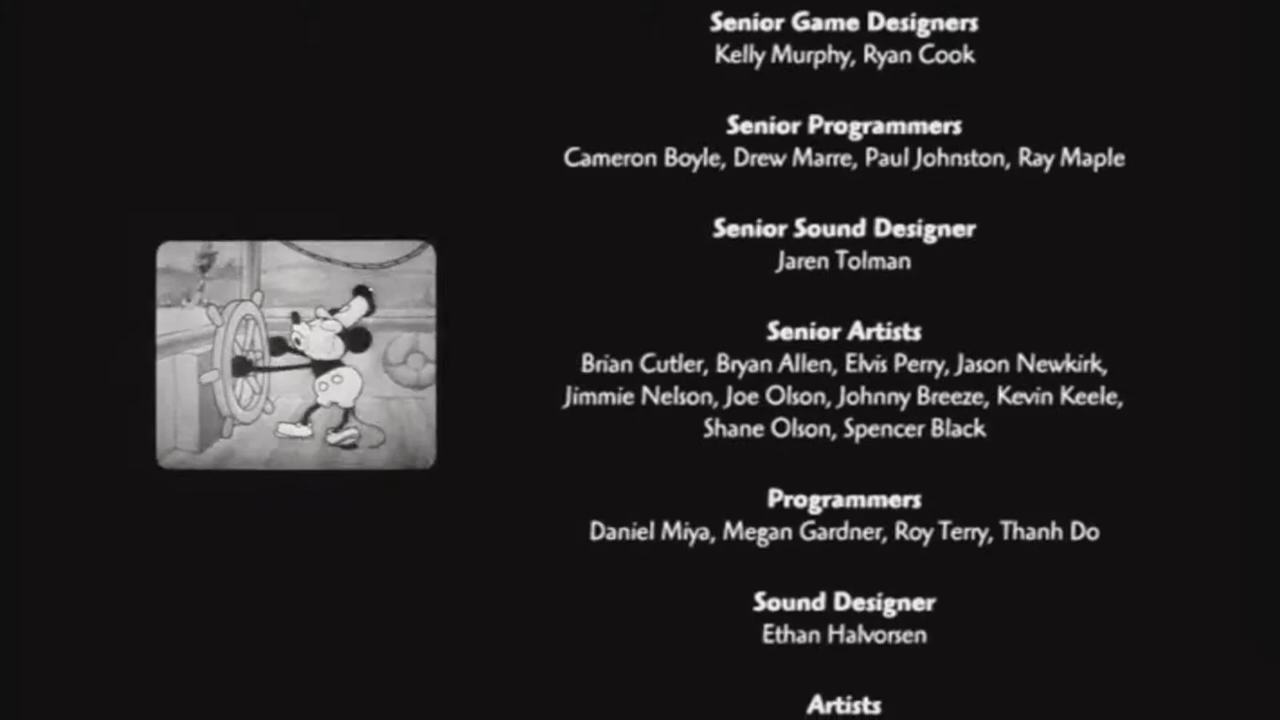 Senior Game Designers
Kelly Murphy, Ryan Cook
Senior Programmers
Cameron Boyle, Drew Marre, Paul Johnston, Ray Maple
Senior Sound Designer
Jaren Tolman
Senior Artists
Brian Cutler, Bryan Allen, Elvis Perry, Jason Newkirk,
Jimmie Nelson, Joe Olson, Johnny Breeze, Kevin Keele,
Shane Olson, Spencer Black
Programmers
Daniel Miya, Megan Gardner, Roy Terry, Thanh Do
Sound Designer
Ethan Halvorsen
Artists